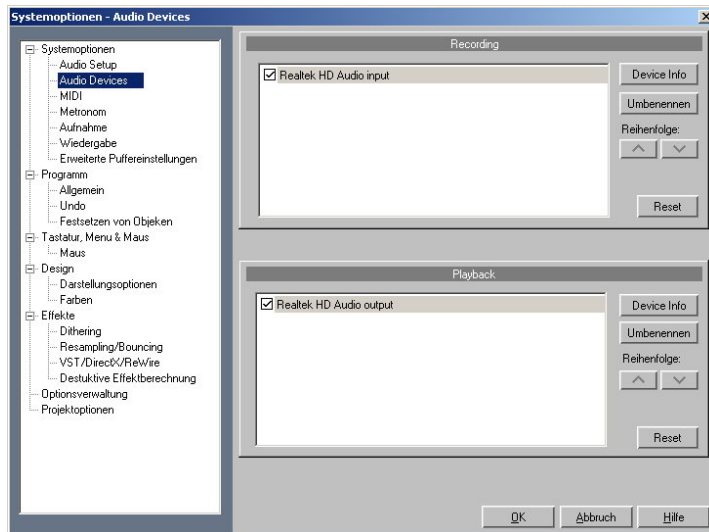 Systemoptionen - Audio Devices
Systemoptionen
Audio Setup
Audio Devices
MIDI
Metronom
Aufnahme
Wiedergabe
Erweiterte Puffereinstellungen
Programm
Allgemein
Undo
Festsetzen von Objeken
Tastatur, Menu & Maus
Maus
Design
Darstellungsoptionen
Farben
Effekte
Dithering
Resampling/Bouncing
VST/DirectX/ReWire
Destuktive Effektberechnung
Optionsverwaltung
Projektoptionen
Recording
Realtek HD Audio input
Device Info
Umbenennen
Reihenfolge:
Reset
Playback
Realtek HD Audio output
Device Info
Umbenennen
Reihenfolge:
Reset
OK
Abbruch
Hilfe